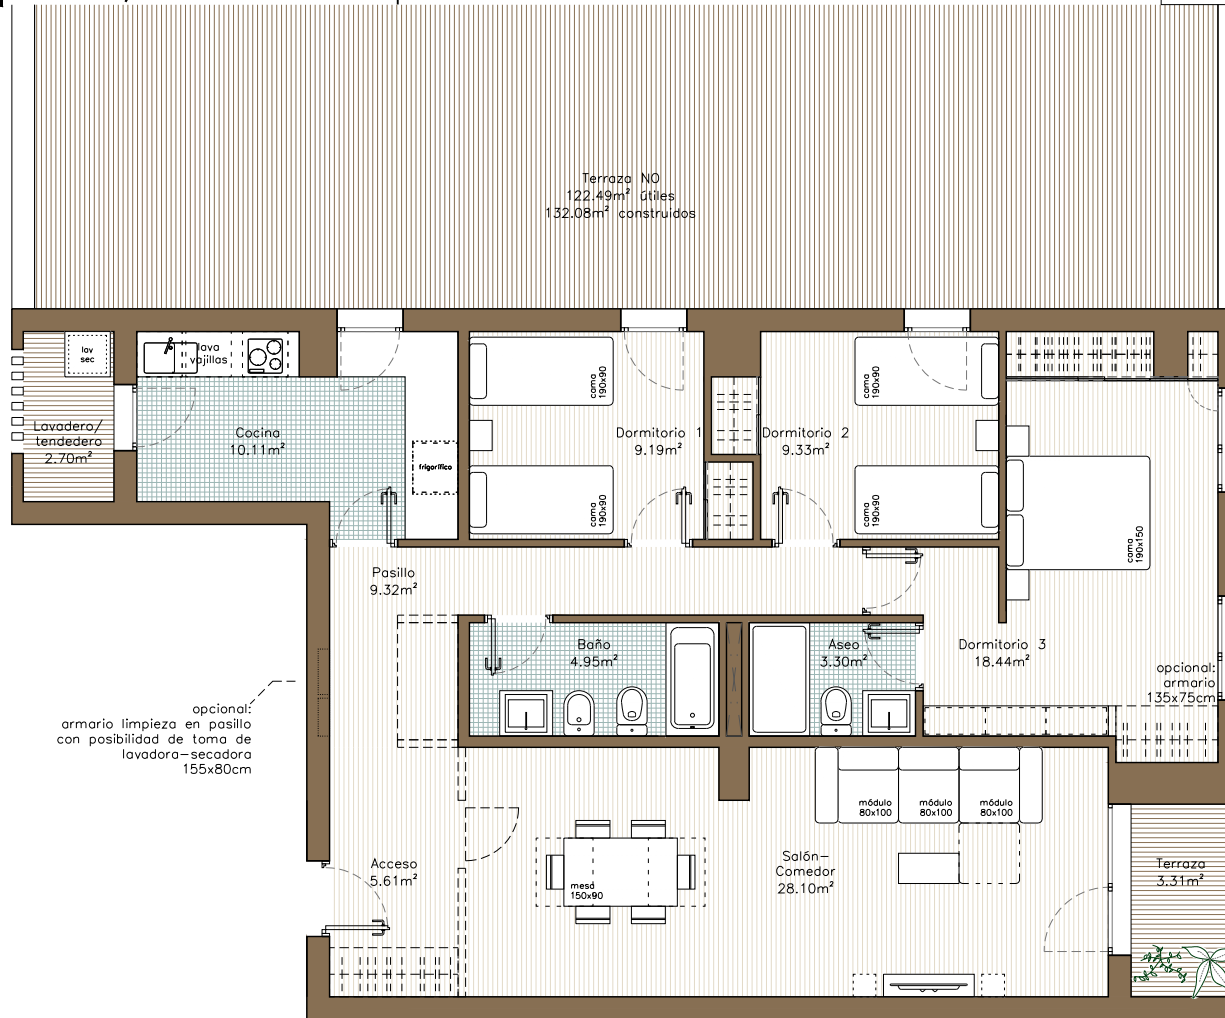 Terraza NO
122.49m² útiles
132.08m² construidos
lav
sec
lava
vajillas
Lavadero/
tendedero
2.70m²
Cocina
10.11m²
frigorífico
cama
190x90
cama
190x90
Dormitorio 1
9.19m²
Dormitorio 2
9.33m²
cama
190x90
cama
190x90
cama
190x150
Pasillo
9.32m²
Baño
4.95m²
Aseo
3.30m²
Dormitorio 3
18.44m²
opcional:
armario
135x75cm
opcional:
armario limpieza en pasillo
con posibilidad de toma de
lavadora-secadora
155x80cm
módulo
80x100
módulo
80x100
módulo
80x100
Acceso
5.61m²
mesa
150x90
Salón-
Comedor
28.10m²
Terraza
3.31m²